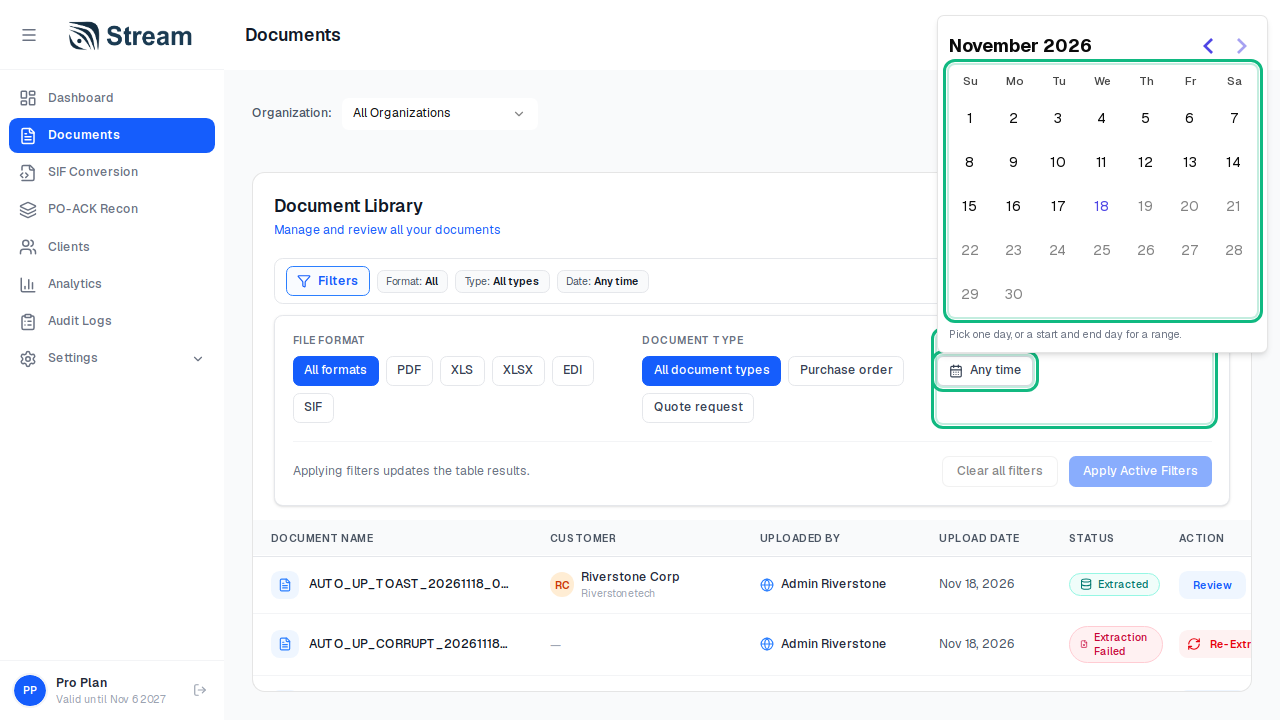 Stream
Documents
Dashboard
Documents
SIF Conversion
PO-ACK Recon
Clients
Analytics
Audit Logs
Settings
PP
Pro Plan
Valid until Nov 6 2027
Organization:
All Organizations
Document Library
Manage and review all your documents
Filters
Format: All
Type: All types
Date: Any time
FILE FORMAT
All formats
PDF
XLS
XLSX
EDI
SIF
DOCUMENT TYPE
All document types
Purchase order
Quote request
November 2026
Su Mo Tu We Th Fr Sa
1 2 3 4 5 6 7
8 9 10 11 12 13 14
15 16 17 18 19 20 21
22 23 24 25 26 27 28
29 30
Pick one day, or a start and end day for a range.
Any time
Applying filters updates the table results.
Clear all filters
Apply Active Filters
DOCUMENT NAME CUSTOMER UPLOADED BY UPLOAD DATE STATUS ACTION
AUTO_UP_TOAST_20261118_0...
RC
Riverstone Corp
Riverstonetech
Admin Riverstone
Nov 18, 2026
Extracted
Review
AUTO_UP_CORRUPT_20261118...
—
Admin Riverstone
Nov 18, 2026
Extraction
Failed
Re-Extr